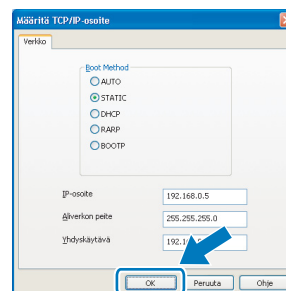 Määritä TCP/IP-osoite
Verkko
Boot Method
AUTO
STATIC
DHCP
RARP
BOOTP
IP-osoite 192.168.0.5
Aliverkon peite 255.255.255.0
Yhdyskäytävä
OK Peruuta Ohje